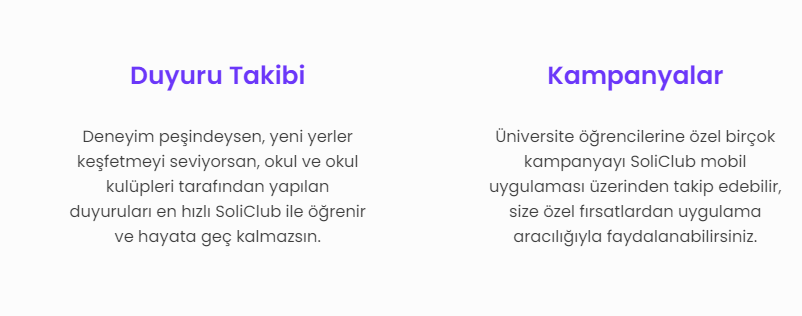 Duyuru Takibi
Deneyim peşindeysen, yeni yerler
keşfetmeyi seviyorsan, okul ve okul
kulüpleri tarafından yapılan
duyuruları en hızlı SoliClub ile öğrenir
ve hayata geç kalmazsın.
Kampanyalar
Üniversite öğrencilerine özel birçok
kampanyayı SoliClub mobil
uygulaması üzerinden takip edebilir,
size özel fırsatlardan uygulama
aracılığıyla faydalanabilirsiniz.